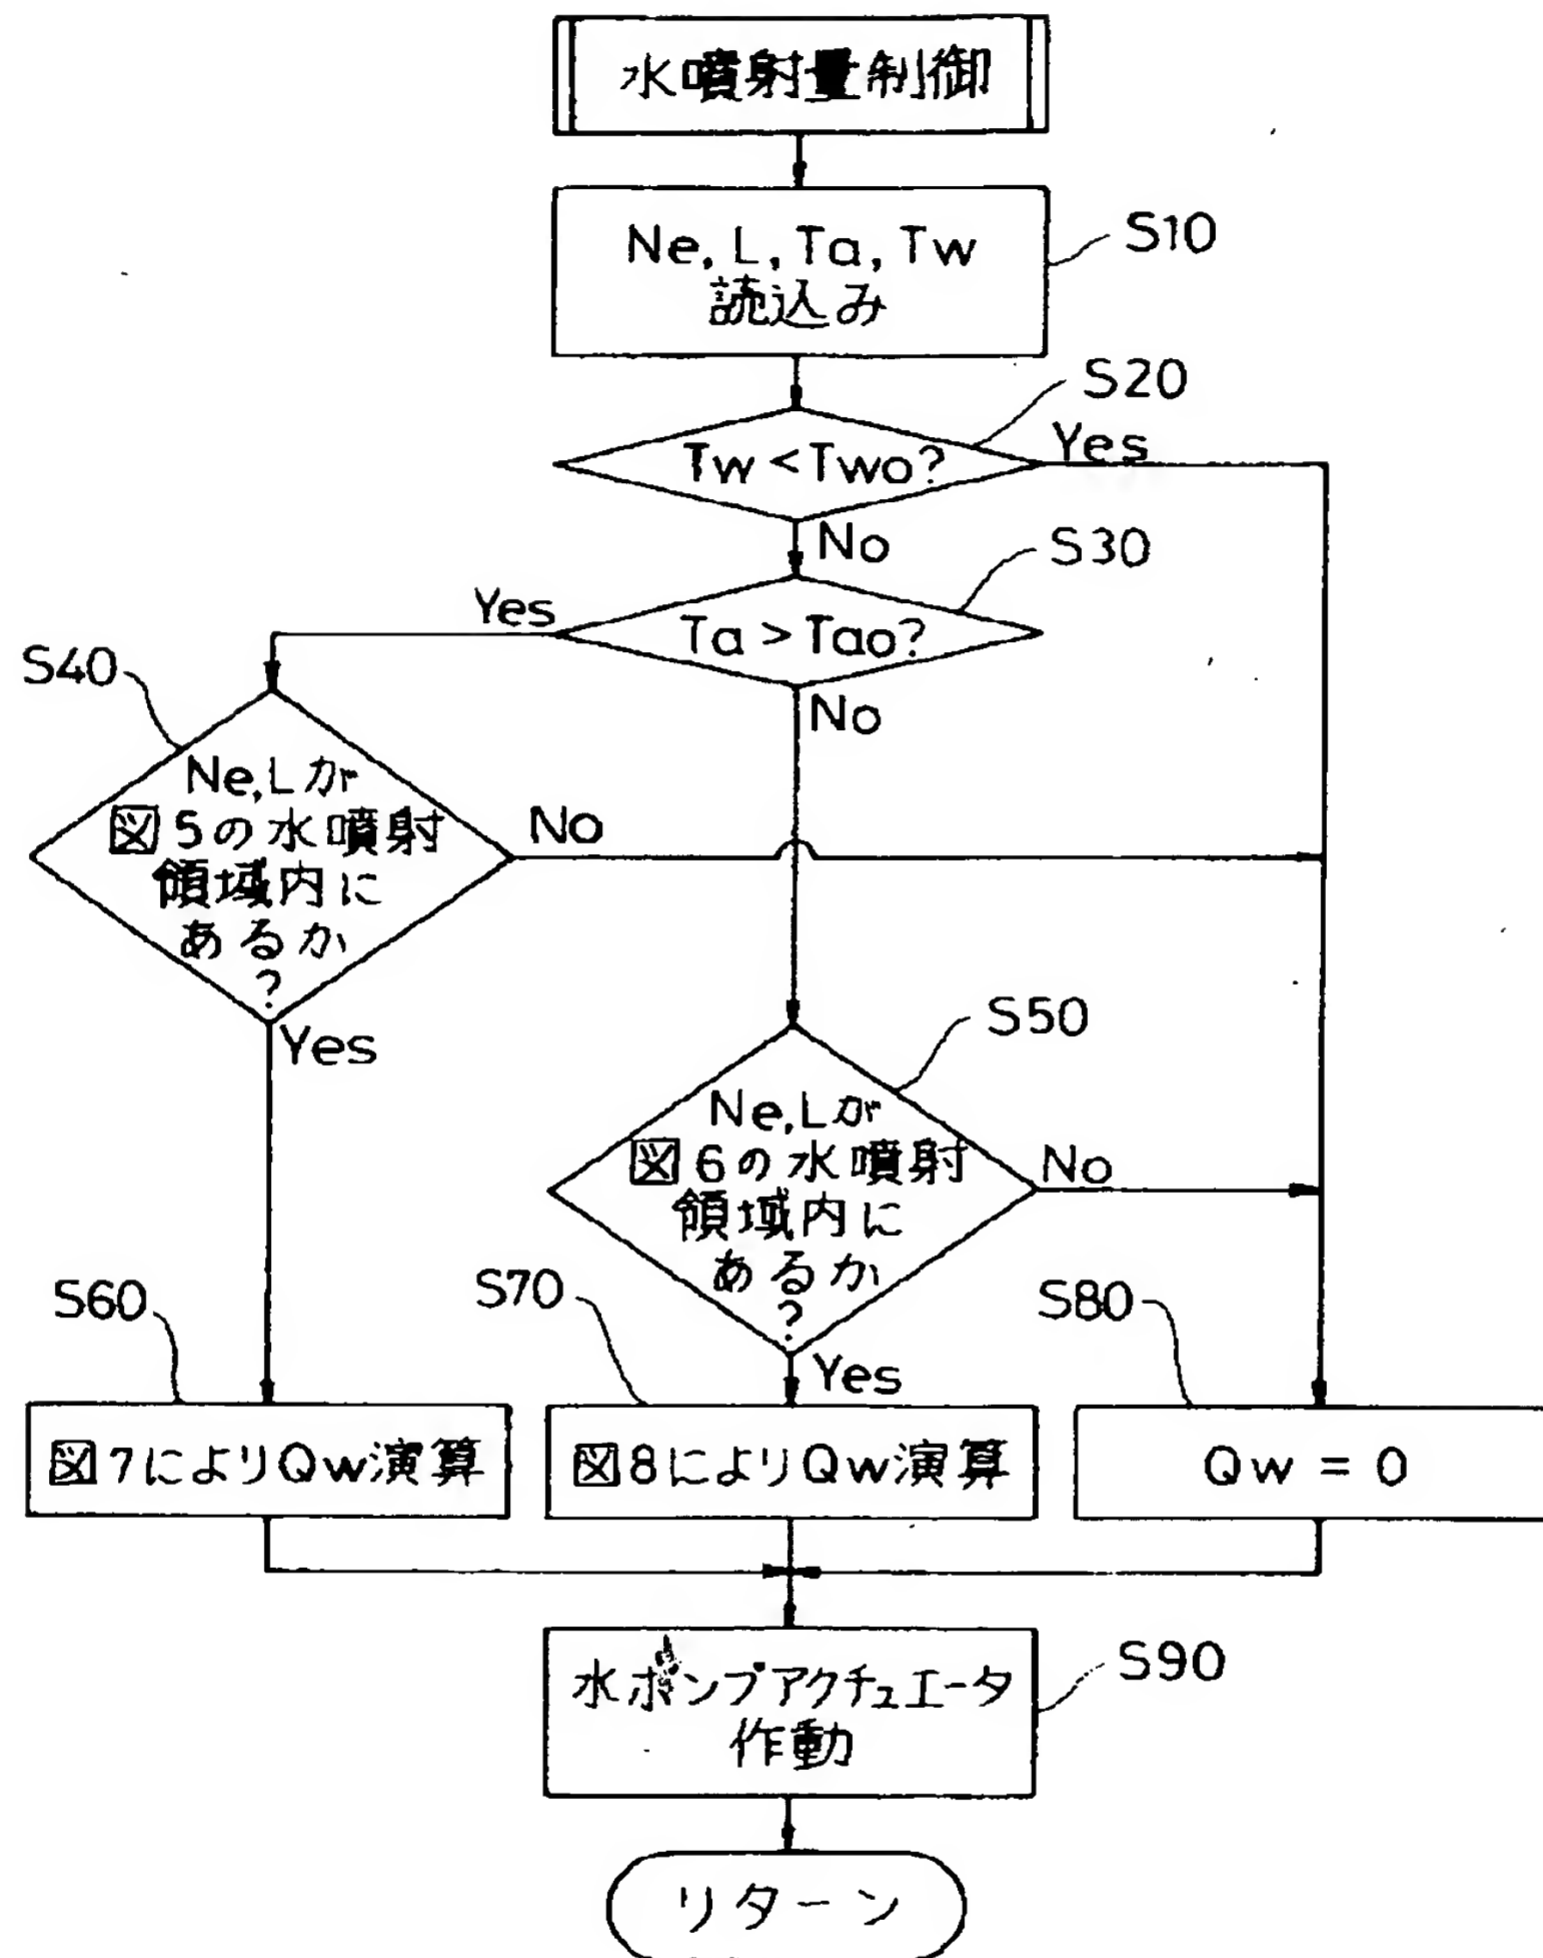 水噴射量制御
Ne, L, Ta, Tw
読込み
S10
S20
Tw < Two?
Yes
No
S30
Ta > Tao?
Yes
No
S40
Ne,Lが
図5の水噴射
領域内に
あるか
?
No
Yes
S50
Ne,Lが
図6の水噴射
領域内に
あるか
?
No
Yes
S60
図7によりQw演算
S70
図8によりQw演算
S80
Qw = 0
水ポンプアクチュエータ
作動
S90
リターン